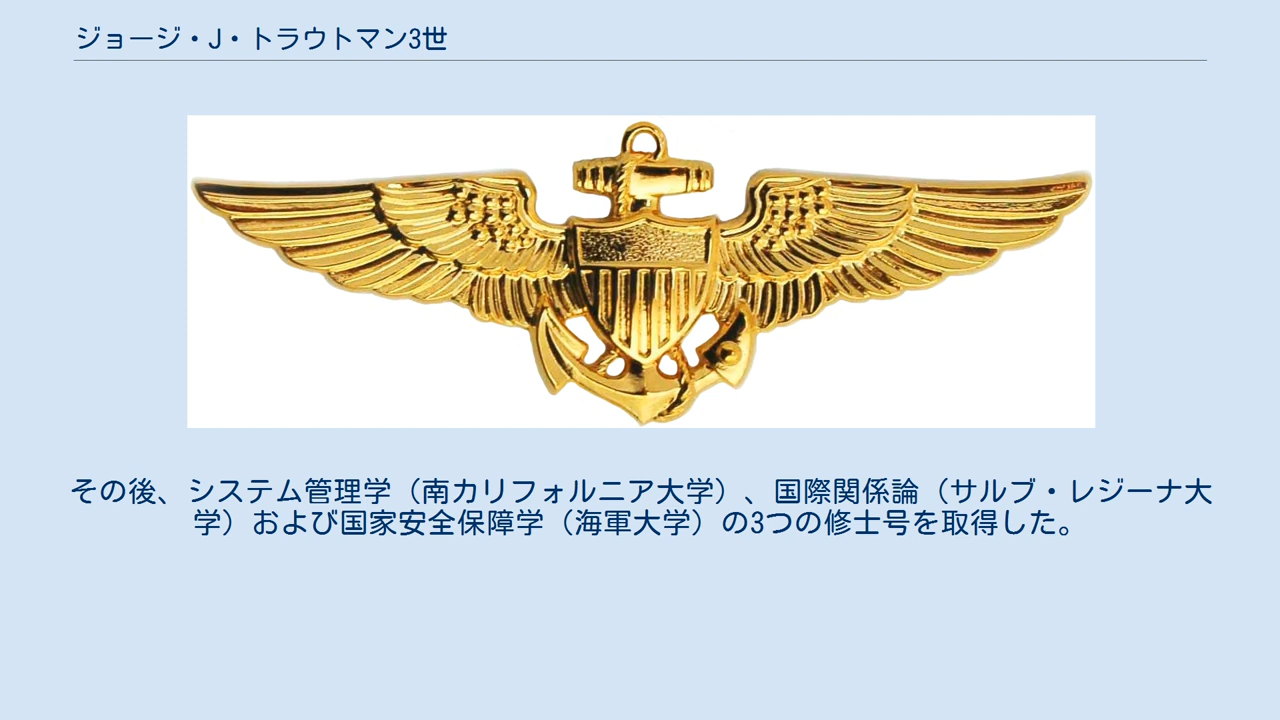 ジョージ・J・トラウトマン3世
その後、システム管理学（南カリフォルニア大学）、国際関係論（サルブ・レジーナ大
学）および国家安全保障学（海軍大学）の3つの修士号を取得した。